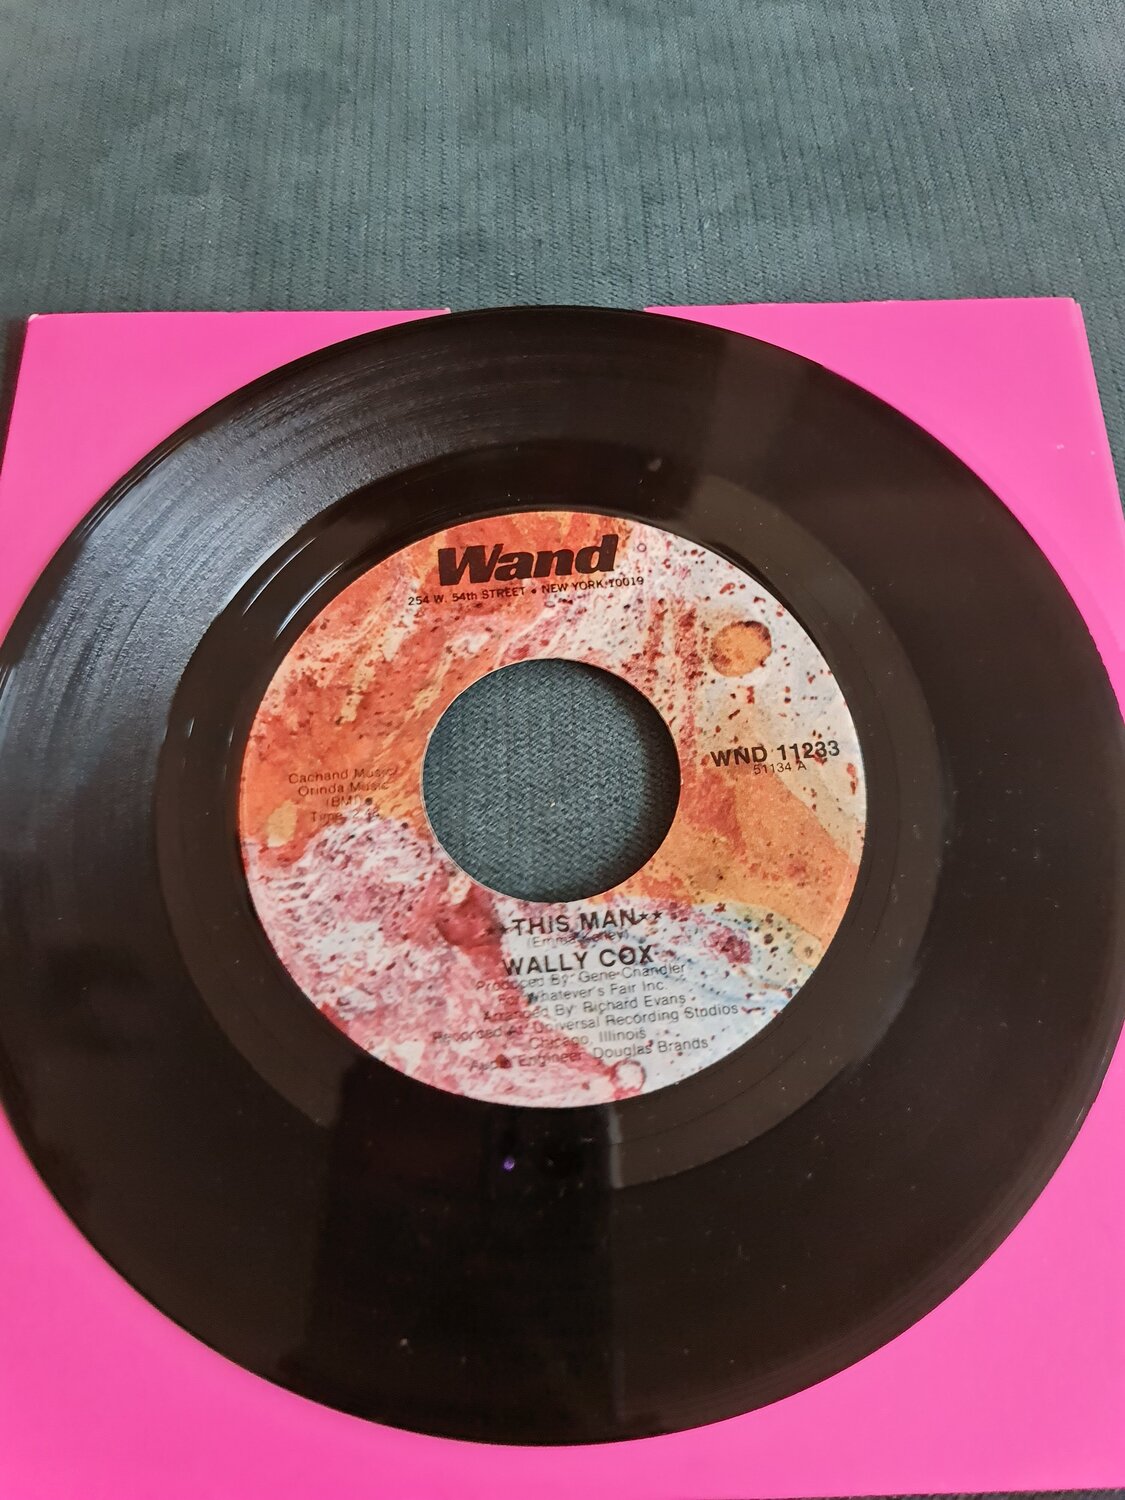 Wand
254 W. 54th STREET • NEW YORK 10019
WND 11233
51134 A
Cachand Music/
Orinda Music
(BMI)
Time
THIS MAN★★
(Emma
WALLY COX
Produced By: Gene Chandler
For Whatever's Fair Inc.
Arranged By: Richard Evans
Recorded At: Universal Recording Studios
Chicago, Illinois
Engineer Douglas Brands